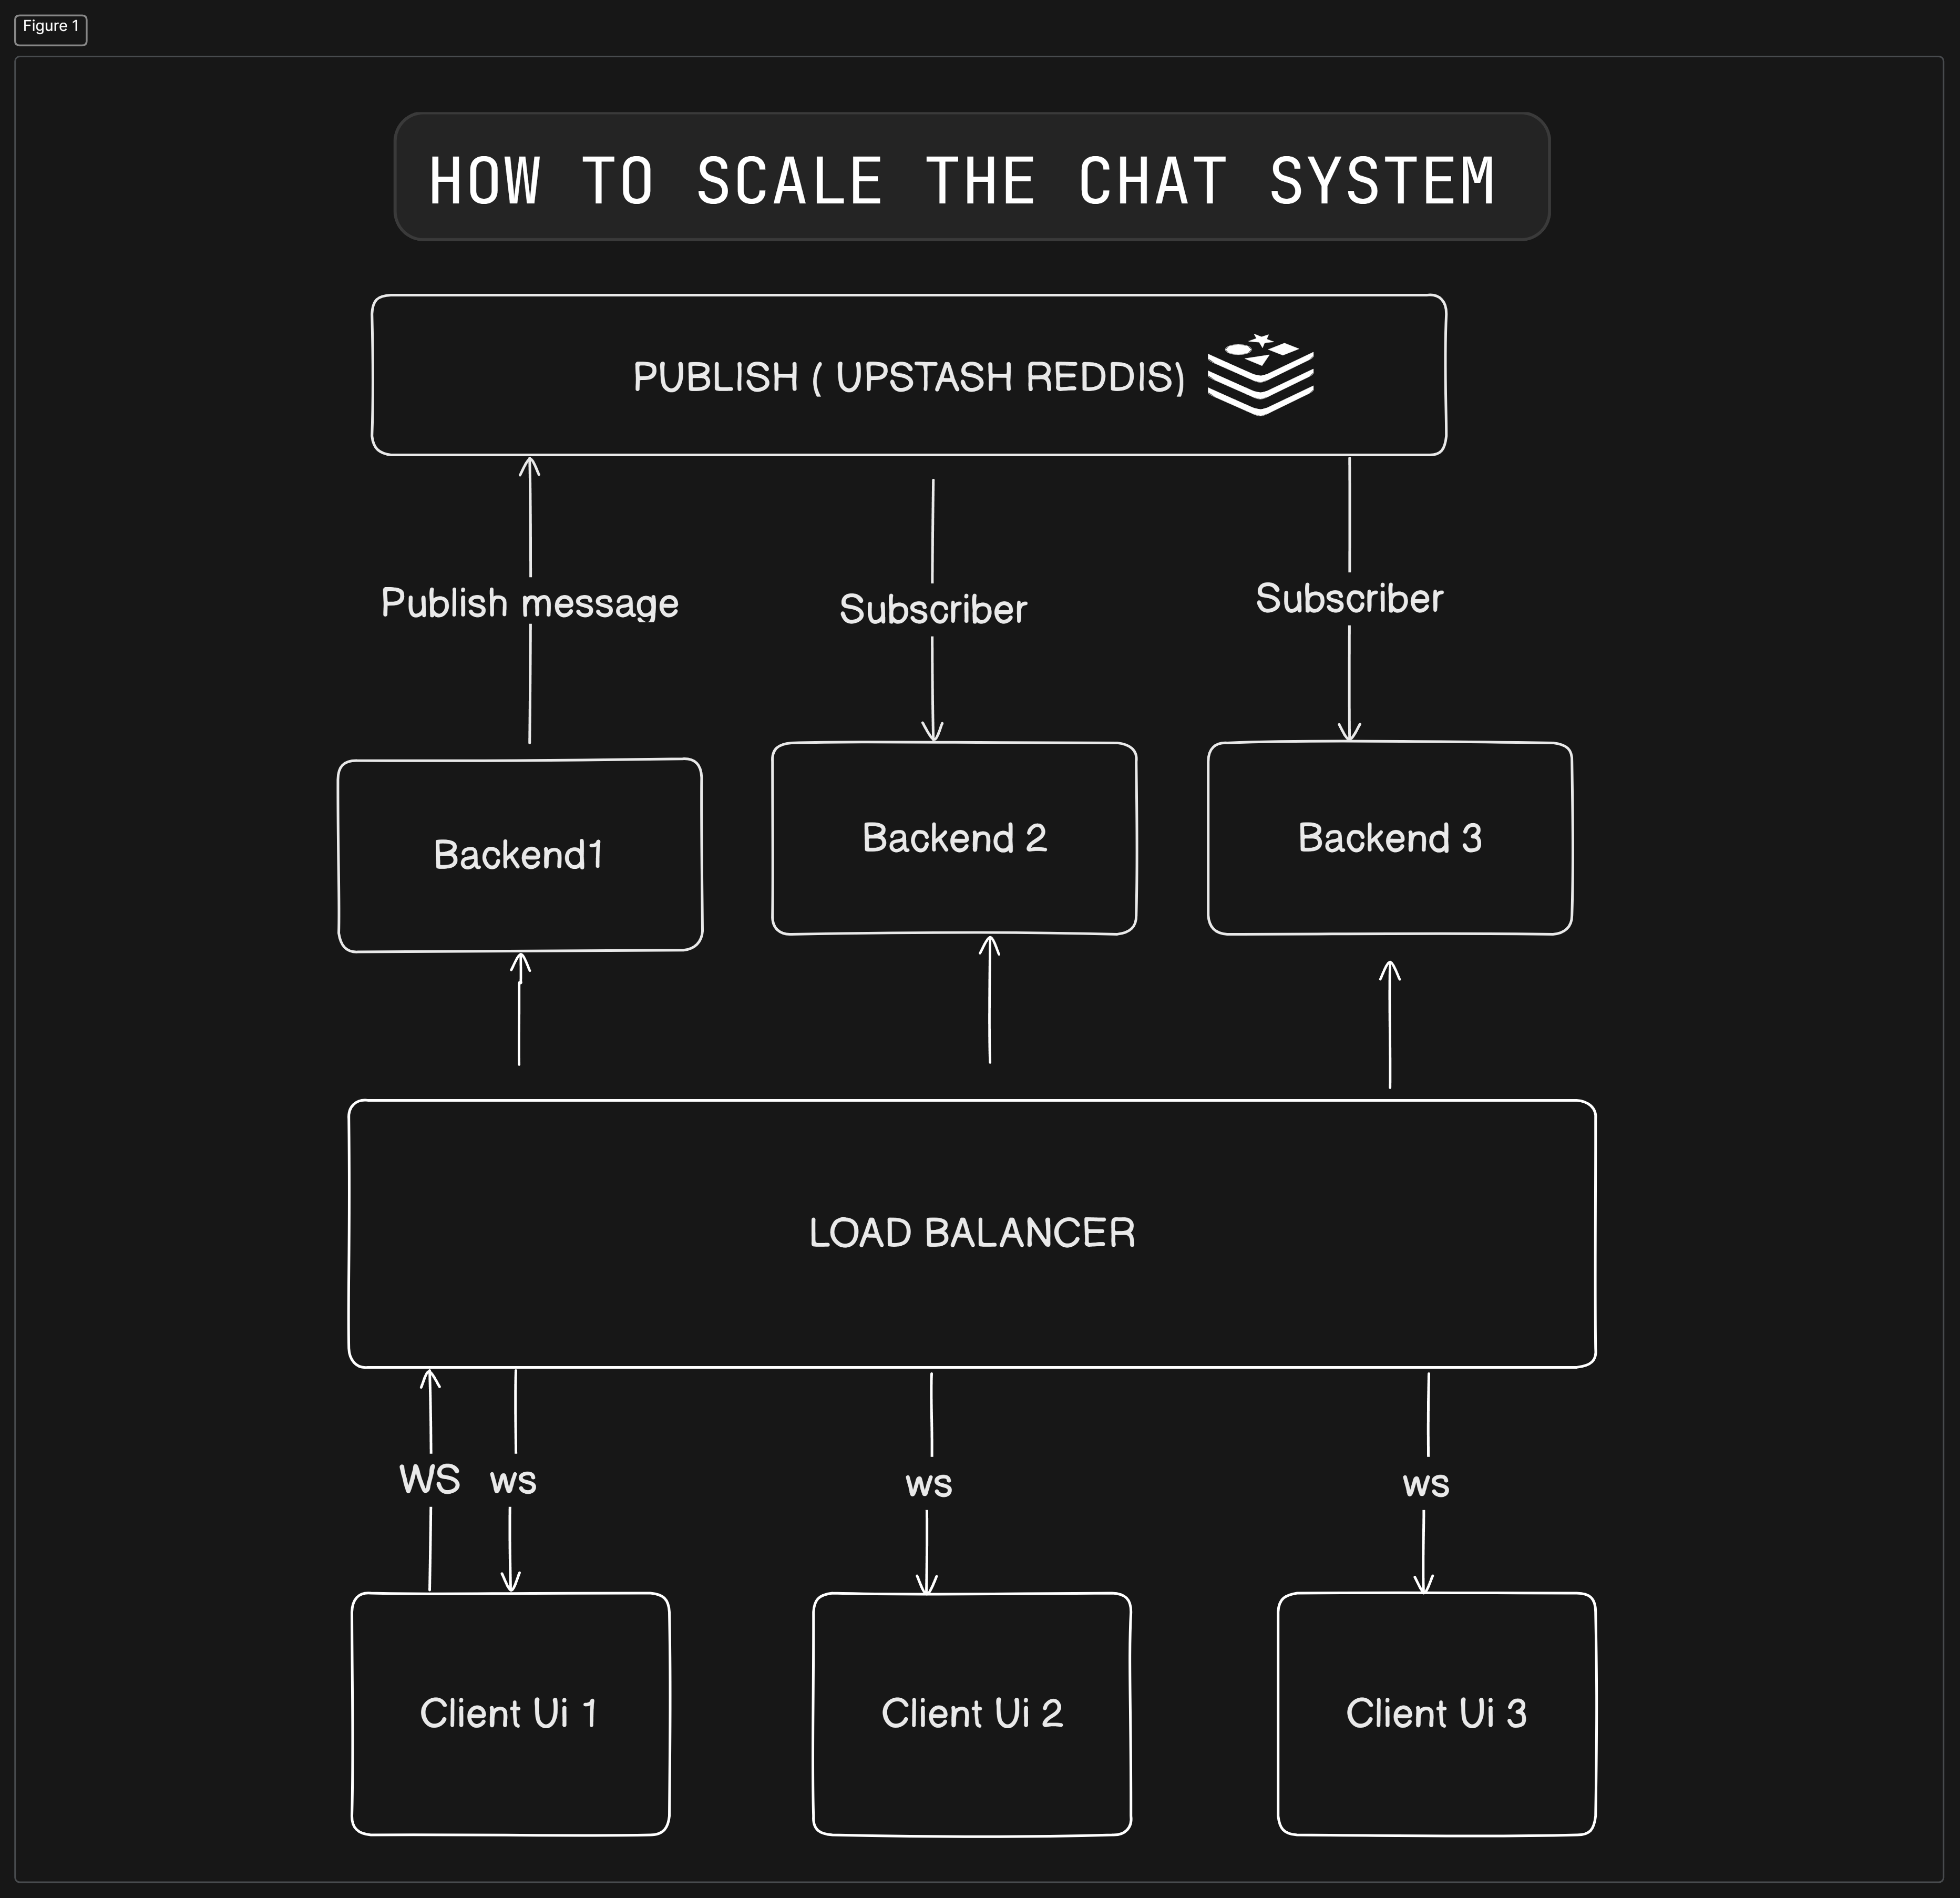 Figure 1
HOW TO SCALE THE CHAT SYSTEM
PUBLISH ( UPSTASH REDDIS)
Publish message
Subscriber
Subscriber
Backend1
Backend 2
Backend 3
LOAD BALANCER
WS
ws
ws
ws
Client Ui 1
Client Ui 2
Client Ui 3